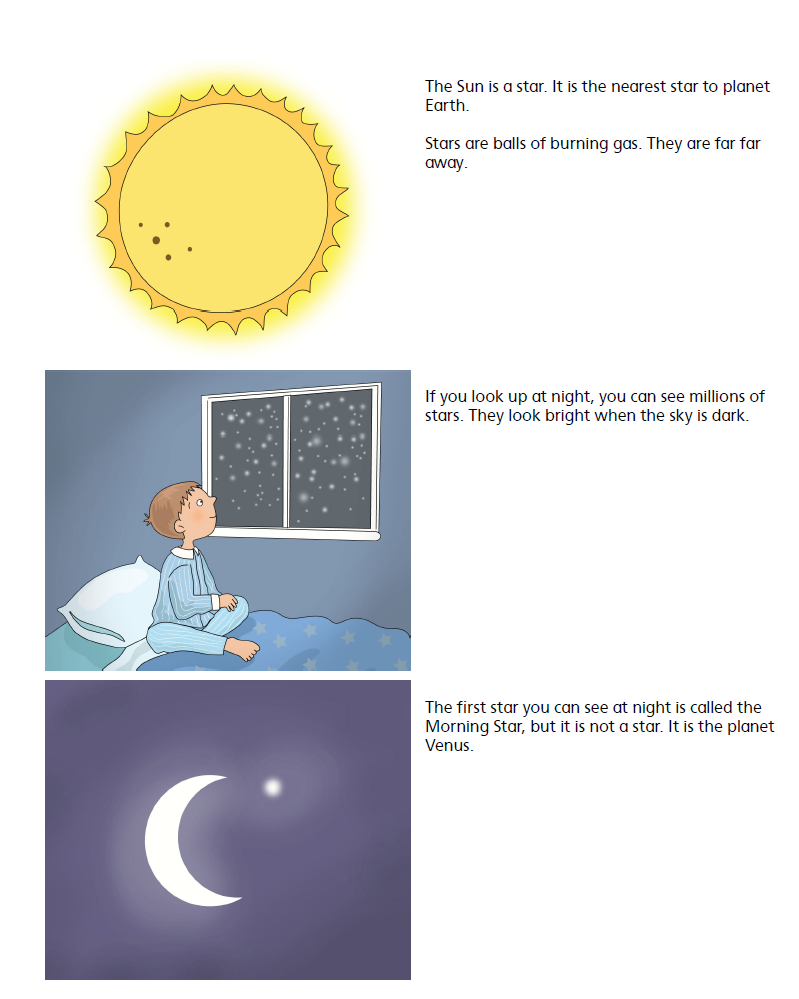 The Sun is a star. It is the nearest star to planet
Earth.
Stars are balls of burning gas. They are far far
away.
If you look up at night, you can see millions of
stars. They look bright when the sky is dark.
The first star you can see at night is called the
Morning Star, but it is not a star. It is the planet
Venus.